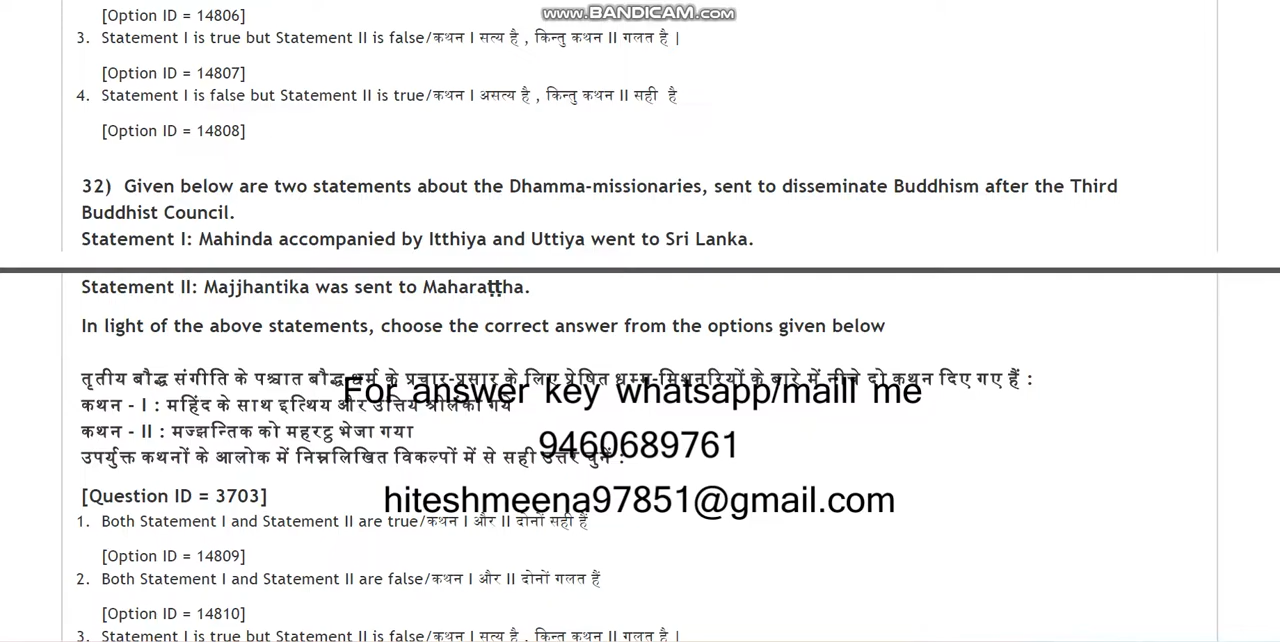 www.BANDICAM.com
[Option ID = 14806]
3. Statement I is true but Statement II is false/कथन I सत्य है , किन्तु कथन II गलत है |
[Option ID = 14807]
4. Statement I is false but Statement II is true/कथन I असत्य है , किन्तु कथन II सही है
[Option ID = 14808]
32) Given below are two statements about the Dhamma-missionaries, sent to disseminate Buddhism after the Third
Buddhist Council.
Statement I: Mahinda accompanied by Itthiya and Uttiya went to Sri Lanka.
Statement II: Majjhantika was sent to Maharaṭṭha.
In light of the above statements, choose the correct answer from the options given below
तृतीय बौद्ध संगीति के पश्चात बौद्ध धर्म के प्रचार-प्रसार के लिए प्रेषित धम्म-मिशनरियों के बारे में नीचे दो कथन दिए गए हैं :
For answer key whatsapp/maill me
कथन - I : महिंद के साथ इत्थिय और उत्तिय श्रीलंका गये
कथन - II : मज्झन्तिक को महरट्ठ भेजा गया
9460689761
उपर्युक्त कथनों के आलोक में निम्नलिखित विकल्पों में से सही उत्तर चुनें :
[Question ID = 3703]
hiteshmeena97851@gmail.com
1. Both Statement I and Statement II are true/कथन I और II दोनों सही हैं
[Option ID = 14809]
2. Both Statement I and Statement II are false/कथन I और II दोनों गलत हैं
[Option ID = 14810]
3. Statement I is true but Statement II is false/कथन I सत्य है , किन्तु कथन II गलत है |